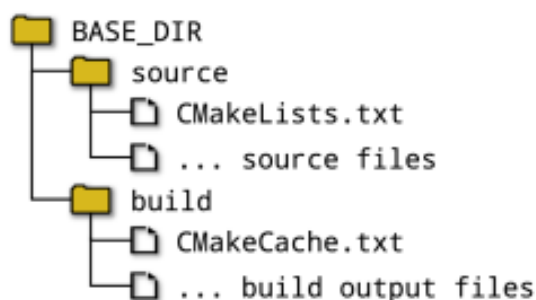 BASE_DIR
source
CMakeLists.txt
... source files
build
CMakeCache.txt
... build output files